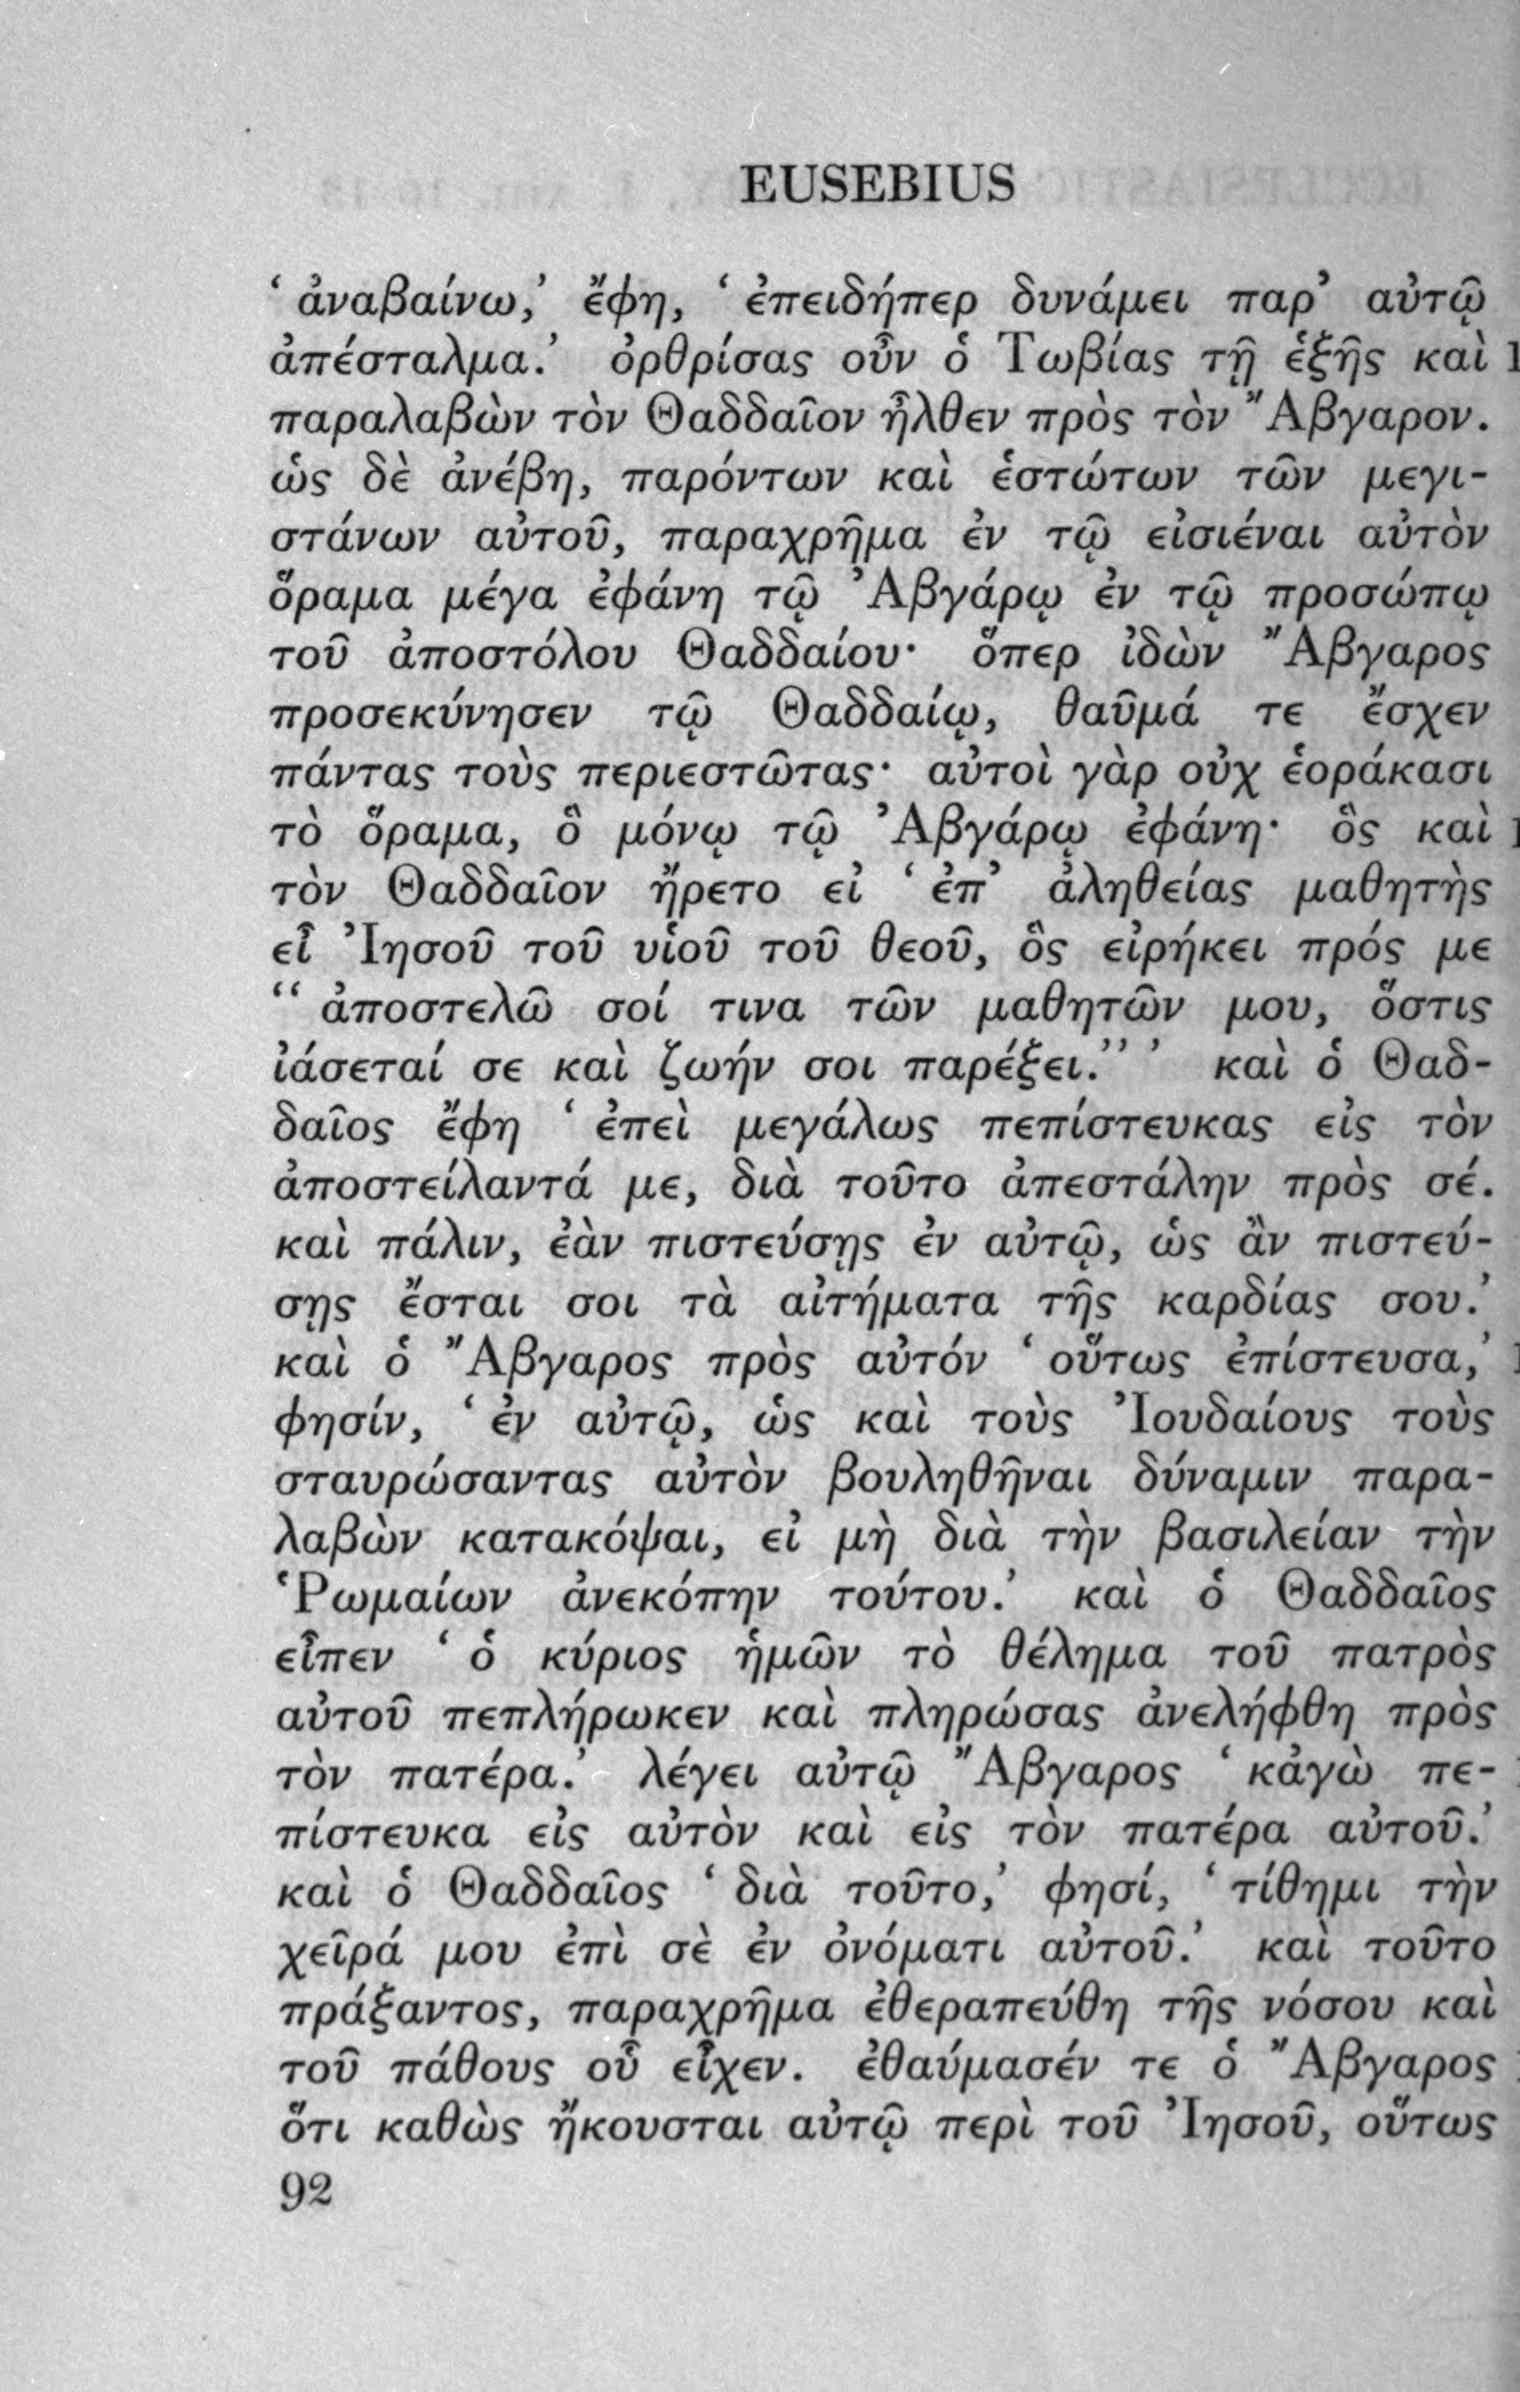 EUSEBIUS
‘ ἀναβαίνω,’ ἔφη, ‘ ἐπειδήπερ δυνάμει παρ’ αὐτῷ
ἀπέσταλμα.’ ὀρθρίσας οὖν ὁ Τωβίας τῇ ἑξῆς καὶ
παραλαβὼν τὸν Θαδδαῖον ἦλθεν πρὸς τὸν Ἄβγαρον.
ὡς δὲ ἀνέβη, παρόντων καὶ ἑστώτων τῶν μεγι-
στάνων αὐτοῦ, παραχρῆμα ἐν τῷ εἰσιέναι αὐτὸν
ὅραμα μέγα ἐφάνη τῷ Ἀβγάρῳ ἐν τῷ προσώπῳ
τοῦ ἀποστόλου Θαδδαίου· ὅπερ ἰδὼν Ἄβγαρος
προσεκύνησεν τῷ Θαδδαίῳ, θαῦμά τε ἔσχεν
πάντας τοὺς περιεστῶτας· αὐτοὶ γὰρ οὐχ ἑοράκασι
τὸ ὅραμα, ὃ μόνῳ τῷ Ἀβγάρῳ ἐφάνη· ὃς καὶ
τὸν Θαδδαῖον ἤρετο εἰ ‘ ἐπ’ ἀληθείας μαθητὴς
εἶ Ἰησοῦ τοῦ υἱοῦ τοῦ θεοῦ, ὃς εἰρήκει πρός με
“ ἀποστελῶ σοί τινα τῶν μαθητῶν μου, ὅστις
ἰάσεταί σε καὶ ζωήν σοι παρέξει.” ’ καὶ ὁ Θαδ-
δαῖος ἔφη ‘ ἐπεὶ μεγάλως πεπίστευκας εἰς τὸν
ἀποστείλαντά με, διὰ τοῦτο ἀπεστάλην πρὸς σέ.
καὶ πάλιν, ἐὰν πιστεύσῃς ἐν αὐτῷ, ὡς ἂν πιστεύ-
σῃς ἔσται σοι τὰ αἰτήματα τῆς καρδίας σου.’
καὶ ὁ Ἄβγαρος πρὸς αὐτόν ‘ οὕτως ἐπίστευσα,’
φησίν, ‘ ἐν αὐτῷ, ὡς καὶ τοὺς Ἰουδαίους τοὺς
σταυρώσαντας αὐτὸν βουληθῆναι δύναμιν παρα-
λαβὼν κατακόψαι, εἰ μὴ διὰ τὴν βασιλείαν τὴν
Ῥωμαίων ἀνεκόπην τούτου.’ καὶ ὁ Θαδδαῖος
εἶπεν ‘ ὁ κύριος ἡμῶν τὸ θέλημα τοῦ πατρὸς
αὐτοῦ πεπλήρωκεν καὶ πληρώσας ἀνελήφθη πρὸς
τὸν πατέρα.’ λέγει αὐτῷ Ἄβγαρος ‘ κἀγὼ πε-
πίστευκα εἰς αὐτὸν καὶ εἰς τὸν πατέρα αὐτοῦ.’
καὶ ὁ Θαδδαῖος ‘ διὰ τοῦτο,’ φησί, ‘ τίθημι τὴν
χεῖρά μου ἐπὶ σὲ ἐν ὀνόματι αὐτοῦ.’ καὶ τοῦτο
πράξαντος, παραχρῆμα ἐθεραπεύθη τῆς νόσου καὶ
τοῦ πάθους οὗ εἶχεν. ἐθαύμασέν τε ὁ Ἄβγαρος
ὅτι καθὼς ἤκουσται αὐτῷ περὶ τοῦ Ἰησοῦ, οὕτως
92